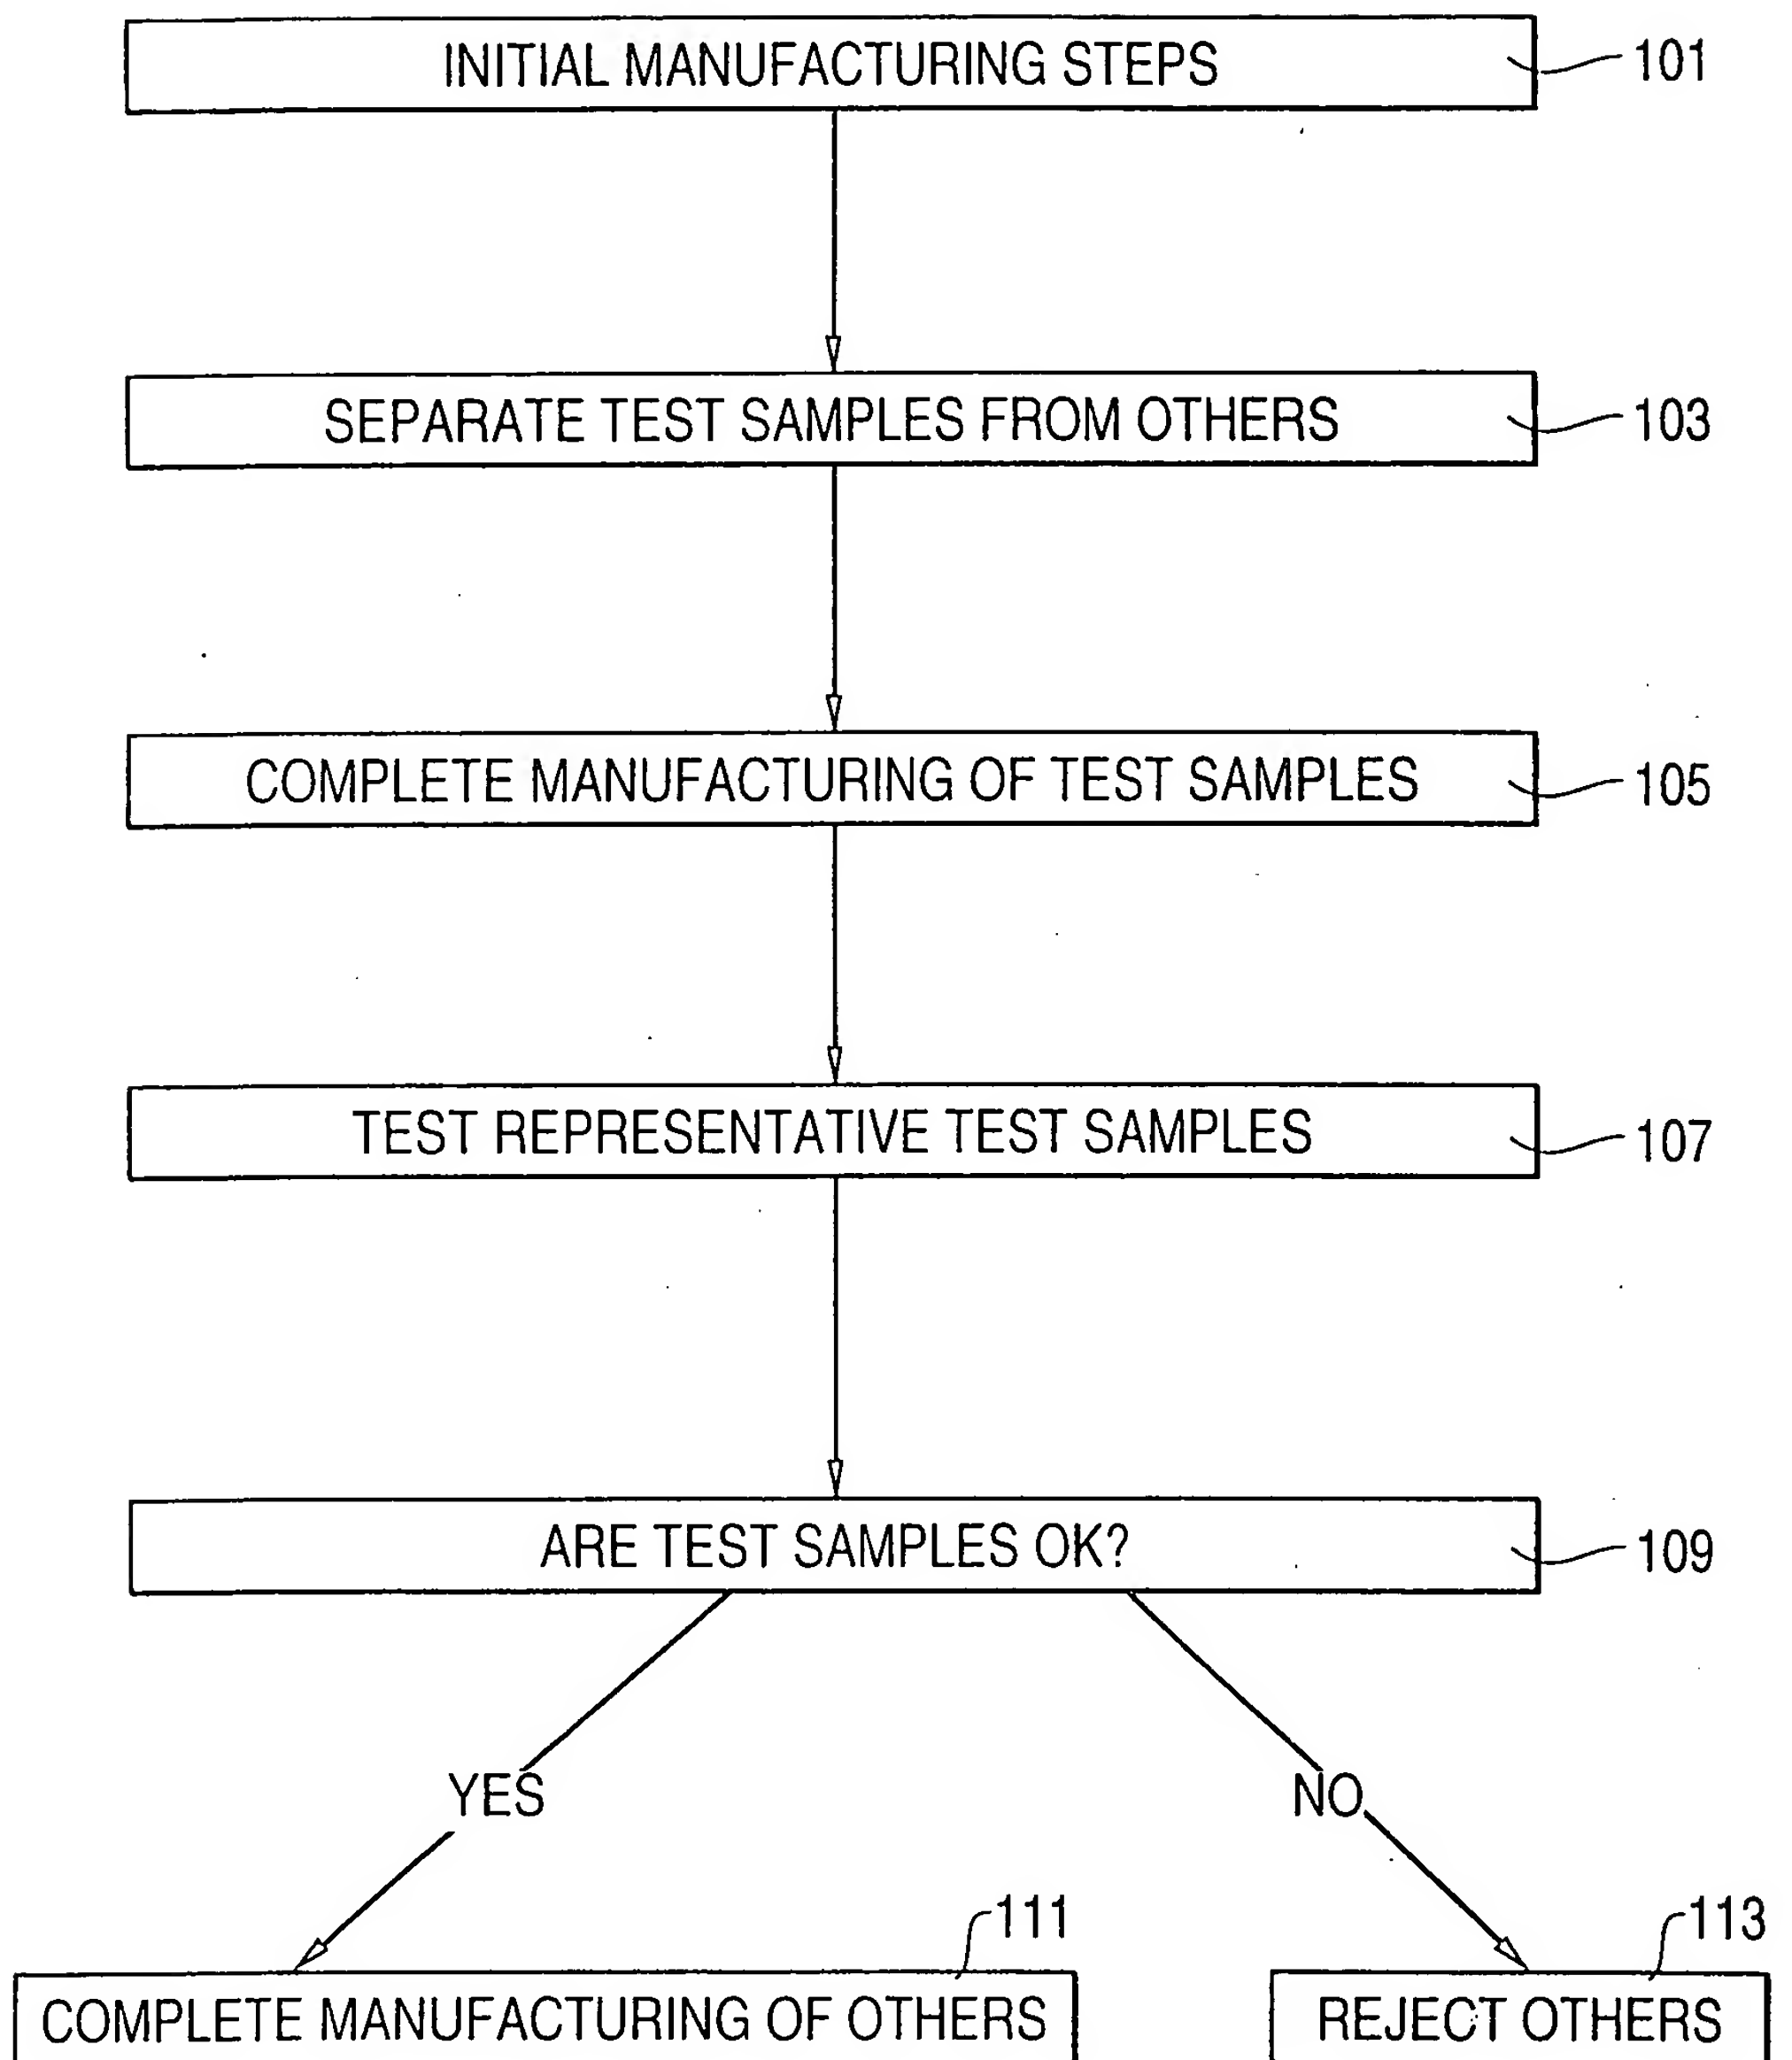 INITIAL MANUFACTURING STEPS 101
SEPARATE TEST SAMPLES FROM OTHERS 103
COMPLETE MANUFACTURING OF TEST SAMPLES 105
TEST REPRESENTATIVE TEST SAMPLES 107
ARE TEST SAMPLES OK? 109
YES NO
111 113
COMPLETE MANUFACTURING OF OTHERS REJECT OTHERS